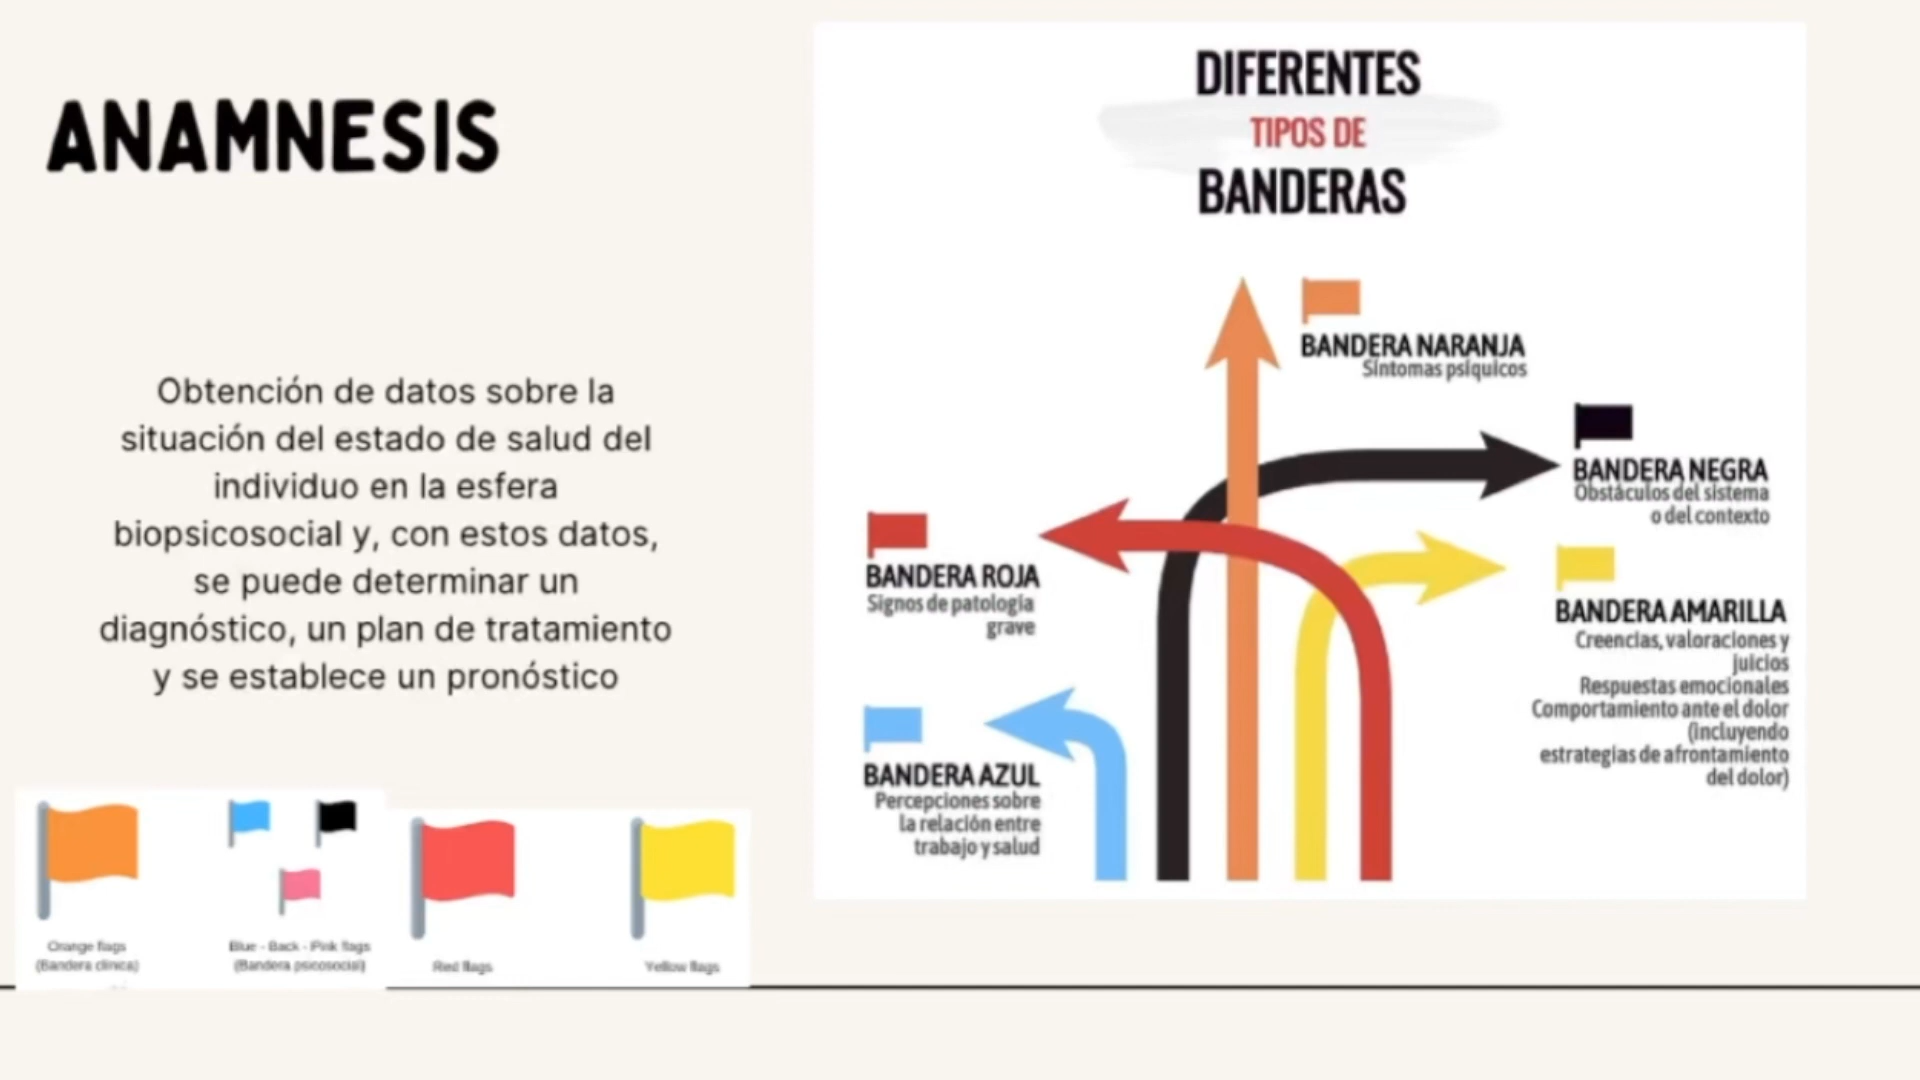 ANAMNESIS
Obtención de datos sobre la
situación del estado de salud del
individuo en la esfera
biopsicosocial y, con estos datos,
se puede determinar un
diagnóstico, un plan de tratamiento
y se establece un pronóstico
Orange flags
(Bandera clínica)
Blue - Back - Pink flags
(Bandera psicosocial)
Red flags
Yellow flags
DIFERENTES
TIPOS DE
BANDERAS
BANDERA NARANJA
Síntomas psíquicos
BANDERA NEGRA
Obstáculos del sistema
o del contexto
BANDERA ROJA
Signos de patología
grave
BANDERA AMARILLA
Creencias, valoraciones y
juicios
Respuestas emocionales
Comportamiento ante el dolor
(incluyendo
estrategias de afrontamiento
del dolor)
BANDERA AZUL
Percepciones sobre
la relación entre
trabajo y salud